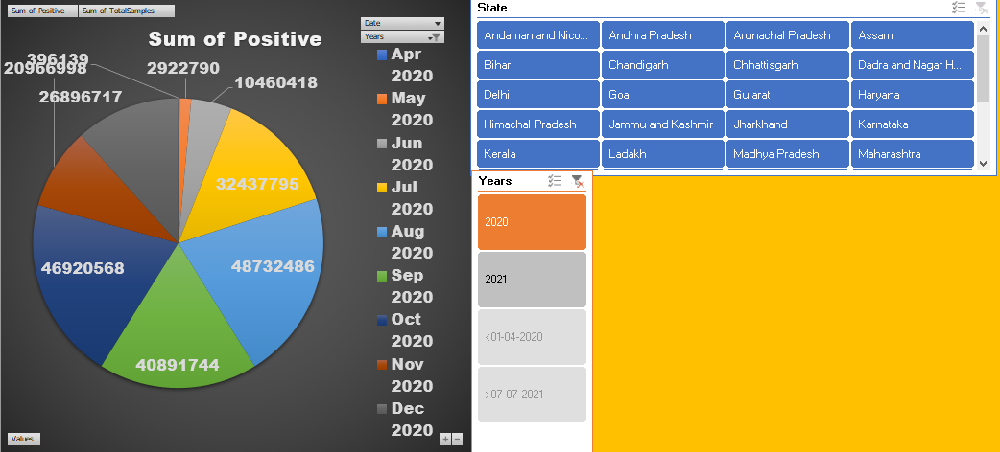 Sum of Positive
Sum of TotalSamples
Date
Years
Sum of Positive
396139
20966998
26896717
2922790
10460418
32437795
48732486
40891744
46920568
Apr
2020
May
2020
Jun
2020
Jul
2020
Aug
2020
Sep
2020
Oct
2020
Nov
2020
Dec
2020
Values
+ −
State
Andaman and Nico...
Andhra Pradesh
Arunachal Pradesh
Assam
Bihar
Chandigarh
Chhattisgarh
Dadra and Nagar H...
Delhi
Goa
Gujarat
Haryana
Himachal Pradesh
Jammu and Kashmir
Jharkhand
Karnataka
Kerala
Ladakh
Madhya Pradesh
Maharashtra
Years
2020
2021
<01-04-2020
>07-07-2021